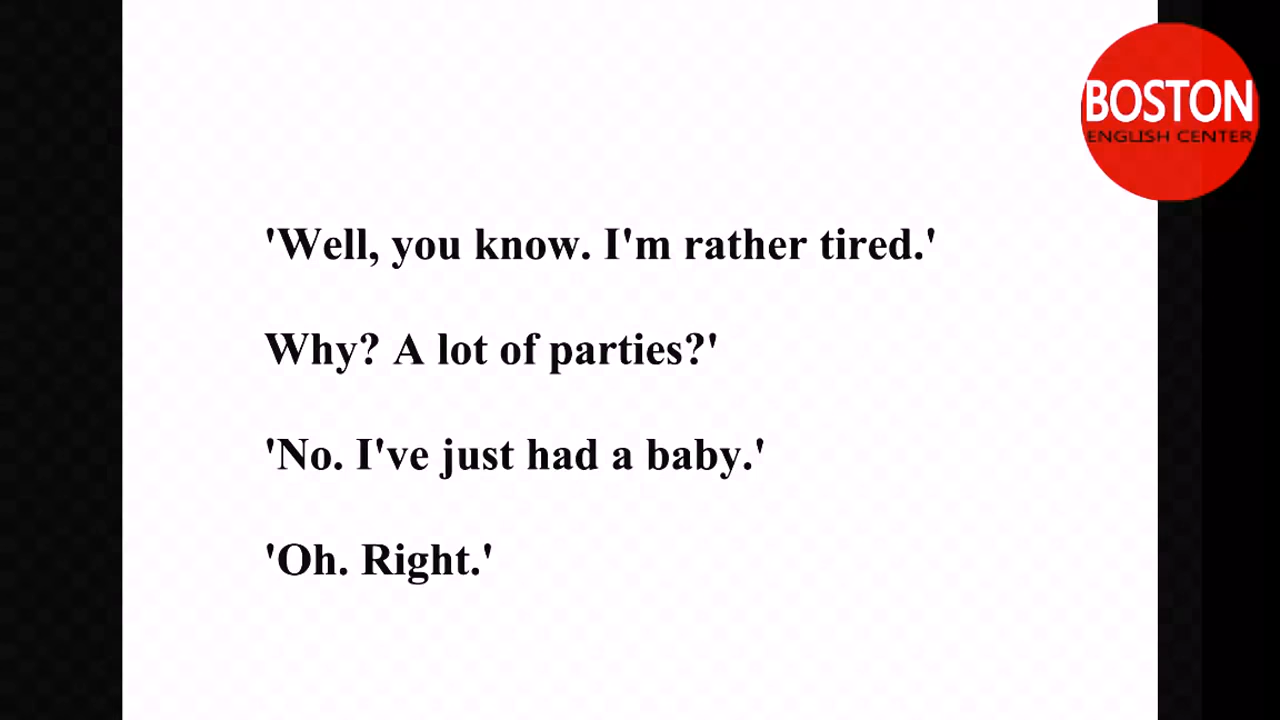 BOSTON
ENGLISH CENTER
'Well, you know. I'm rather tired.'
Why? A lot of parties?'
'No. I've just had a baby.'
'Oh. Right.'